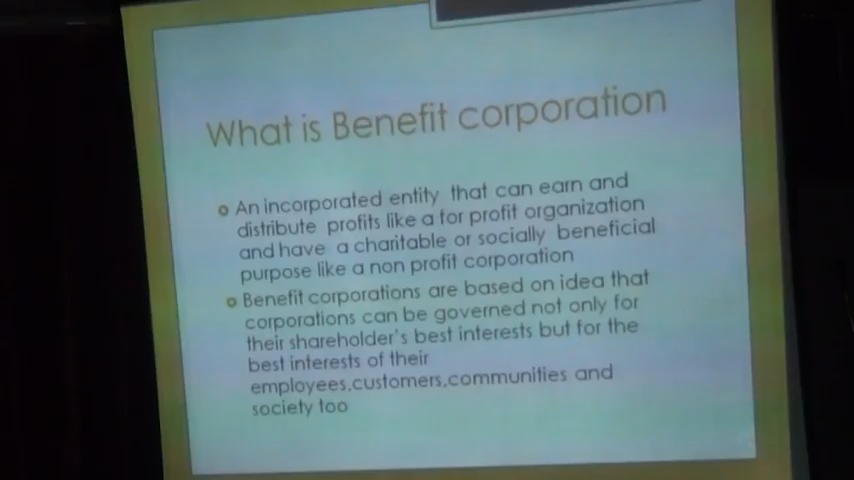 What is Benefit corporation
An incorporated entity that can earn and
distribute profits like a for profit organization
and have a charitable or socially beneficial
purpose like a non profit corporation
Benefit corporations are based on idea that
corporations can be governed not only for
their shareholder's best interests but for the
best interests of their
employees,customers,communities and
society too